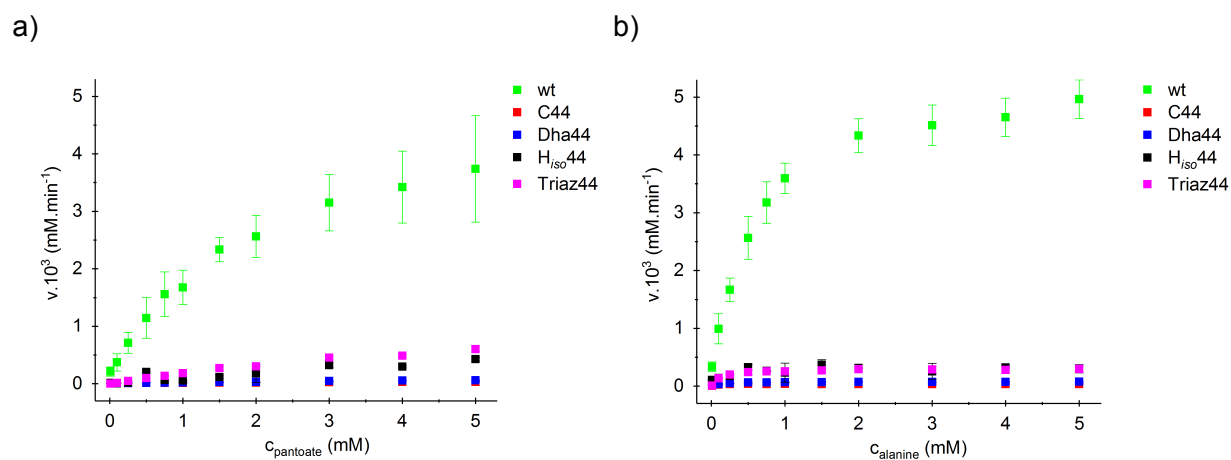 a)
5
4
3
2
1
0
v.10³ (mM.min⁻¹)
0 1 2 3 4 5
c_pantoate (mM)
wt
C44
Dha44
H_iso44
Triaz44
b)
5
4
3
2
1
0
v.10³ (mM.min⁻¹)
0 1 2 3 4 5
c_alanine (mM)
wt
C44
Dha44
H_iso44
Triaz44